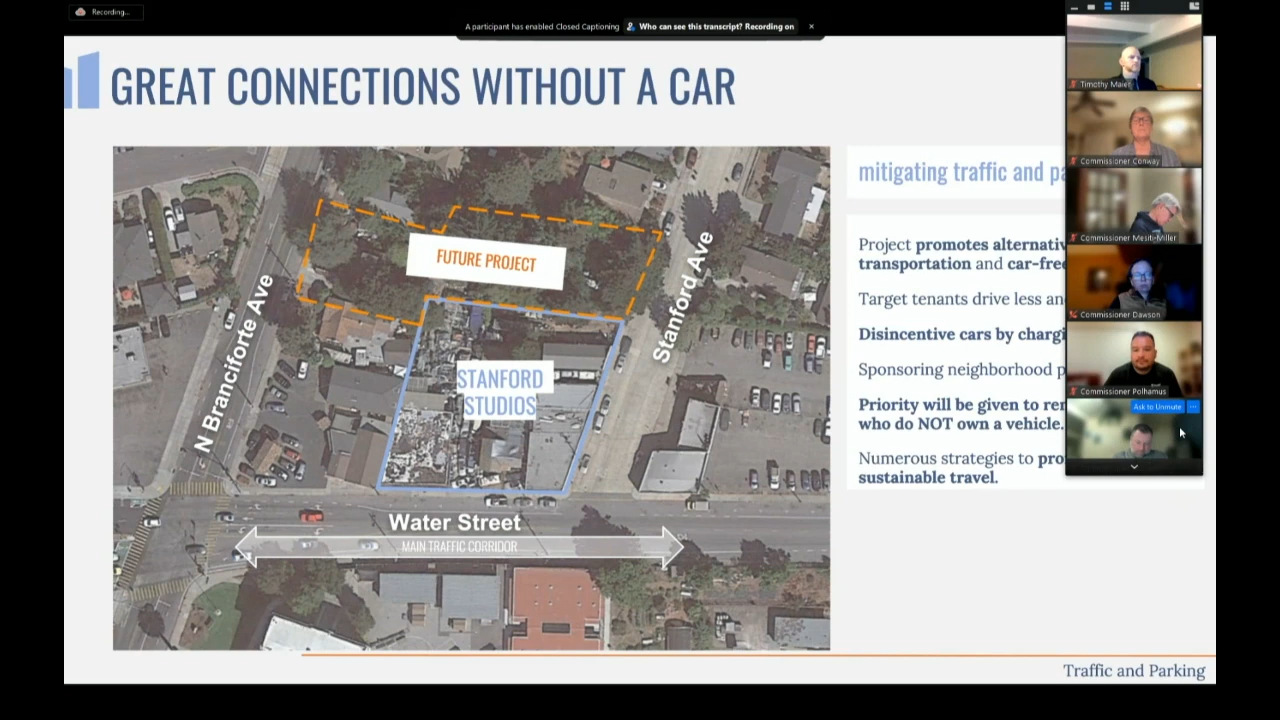 Recording...
A participant has enabled Closed Captioning Who can see this transcript? Recording on
GREAT CONNECTIONS WITHOUT A CAR
N Branciforte Ave
FUTURE PROJECT
Stanford Ave
STANFORD
STUDIOS
Water Street
MAIN TRAFFIC CORRIDOR
mitigating traffic and pa
Project promotes alternativ
transportation and car-free
Target tenants drive less an
Disincentive cars by chargi
Sponsoring neighborhood p
Priority will be given to ren
who do NOT own a vehicle.
Numerous strategies to pro
sustainable travel.
Timothy Maier
Commissioner Conway
Commissioner Mesiti-Miller
Commissioner Dawson
Commissioner Polhamus
Ask to Unmute
Traffic and Parking